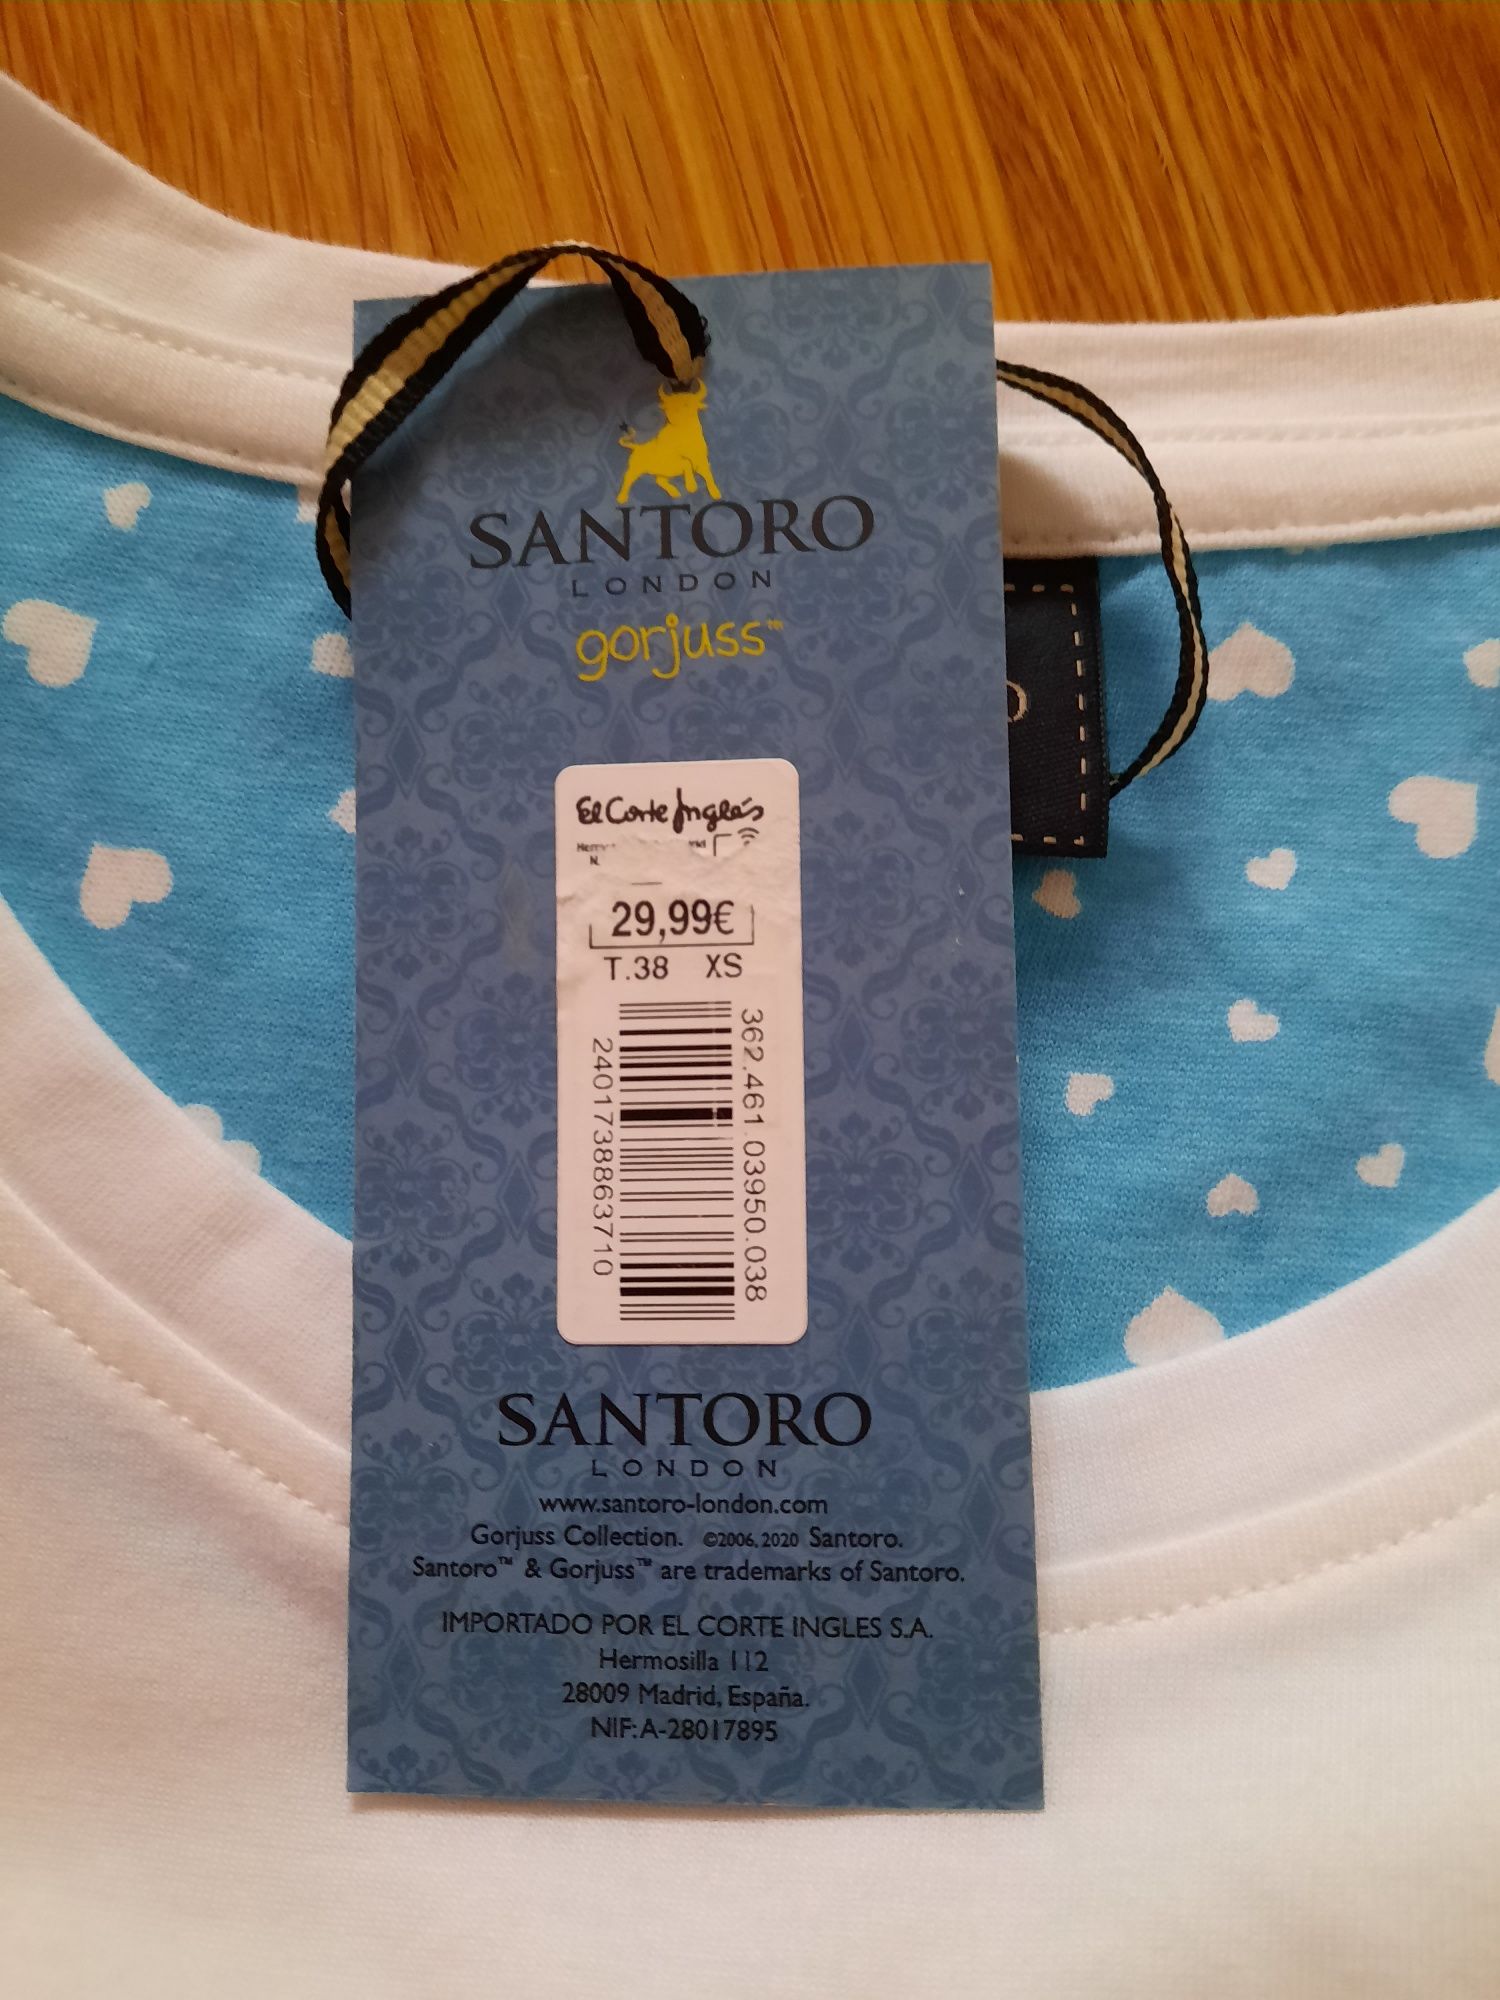 SANTORO
LONDON
gorjuss™
El Corte Inglés
29,99€
T.38 XS
362.461.03950.038
2401738863710
SANTORO
LONDON
www.santoro-london.com
Gorjuss Collection. ©2006, 2020 Santoro.
Santoro™ & Gorjuss™ are trademarks of Santoro.
IMPORTADO POR EL CORTE INGLES S.A.
Hermosilla 112
28009 Madrid, España.
NIF: A-28017895